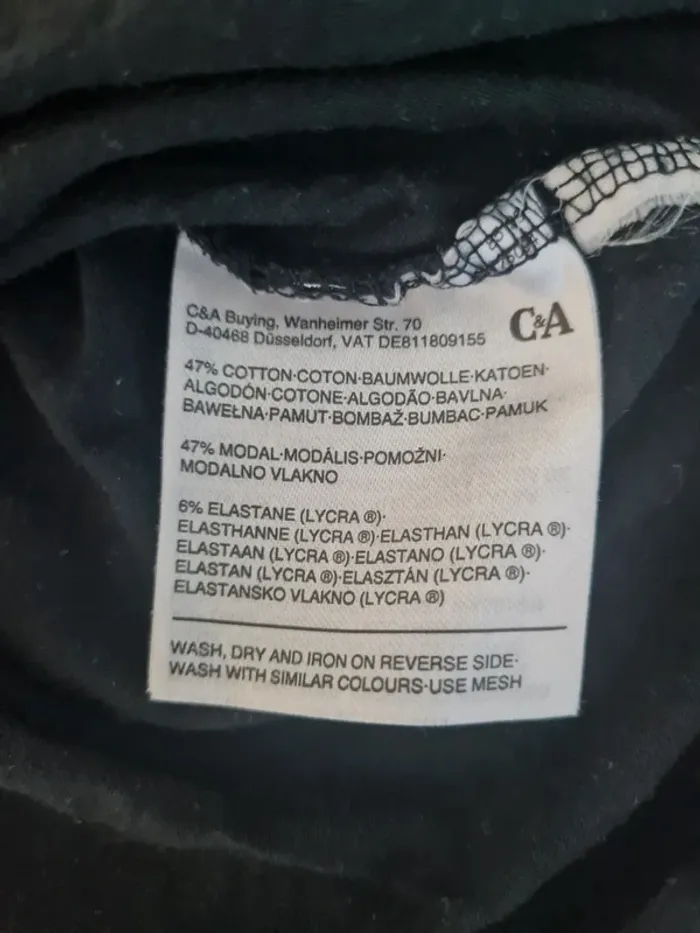 C&A Buying, Wanheimer Str. 70
D-40468 Düsseldorf, VAT DE811809155
C&A
47% COTTON·COTON·BAUMWOLLE·KATOEN·
ALGODÓN·COTONE·ALGODÃO·BAVLNA·
BAWEŁNA·PAMUT·BOMBAŽ·BUMBAC·PAMUK
47% MODAL·MODÁLIS·POMOŽNI·
MODALNO VLAKNO
6% ELASTANE (LYCRA ®)·
ELASTHANNE (LYCRA ®)·ELASTHAN (LYCRA ®)·
ELASTAAN (LYCRA ®)·ELASTANO (LYCRA ®)·
ELASTAN (LYCRA ®)·ELASZTÁN (LYCRA ®)·
ELASTANSKO VLAKNO (LYCRA ®)
WASH, DRY AND IRON ON REVERSE SIDE·
WASH WITH SIMILAR COLOURS·USE MESH